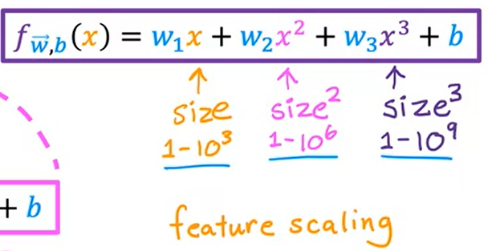 f_{w⃗,b}(x) = w₁x + w₂x² + w₃x³ + b
size size² size³
1-10³ 1-10⁶ 1-10⁹
+ b
feature scaling